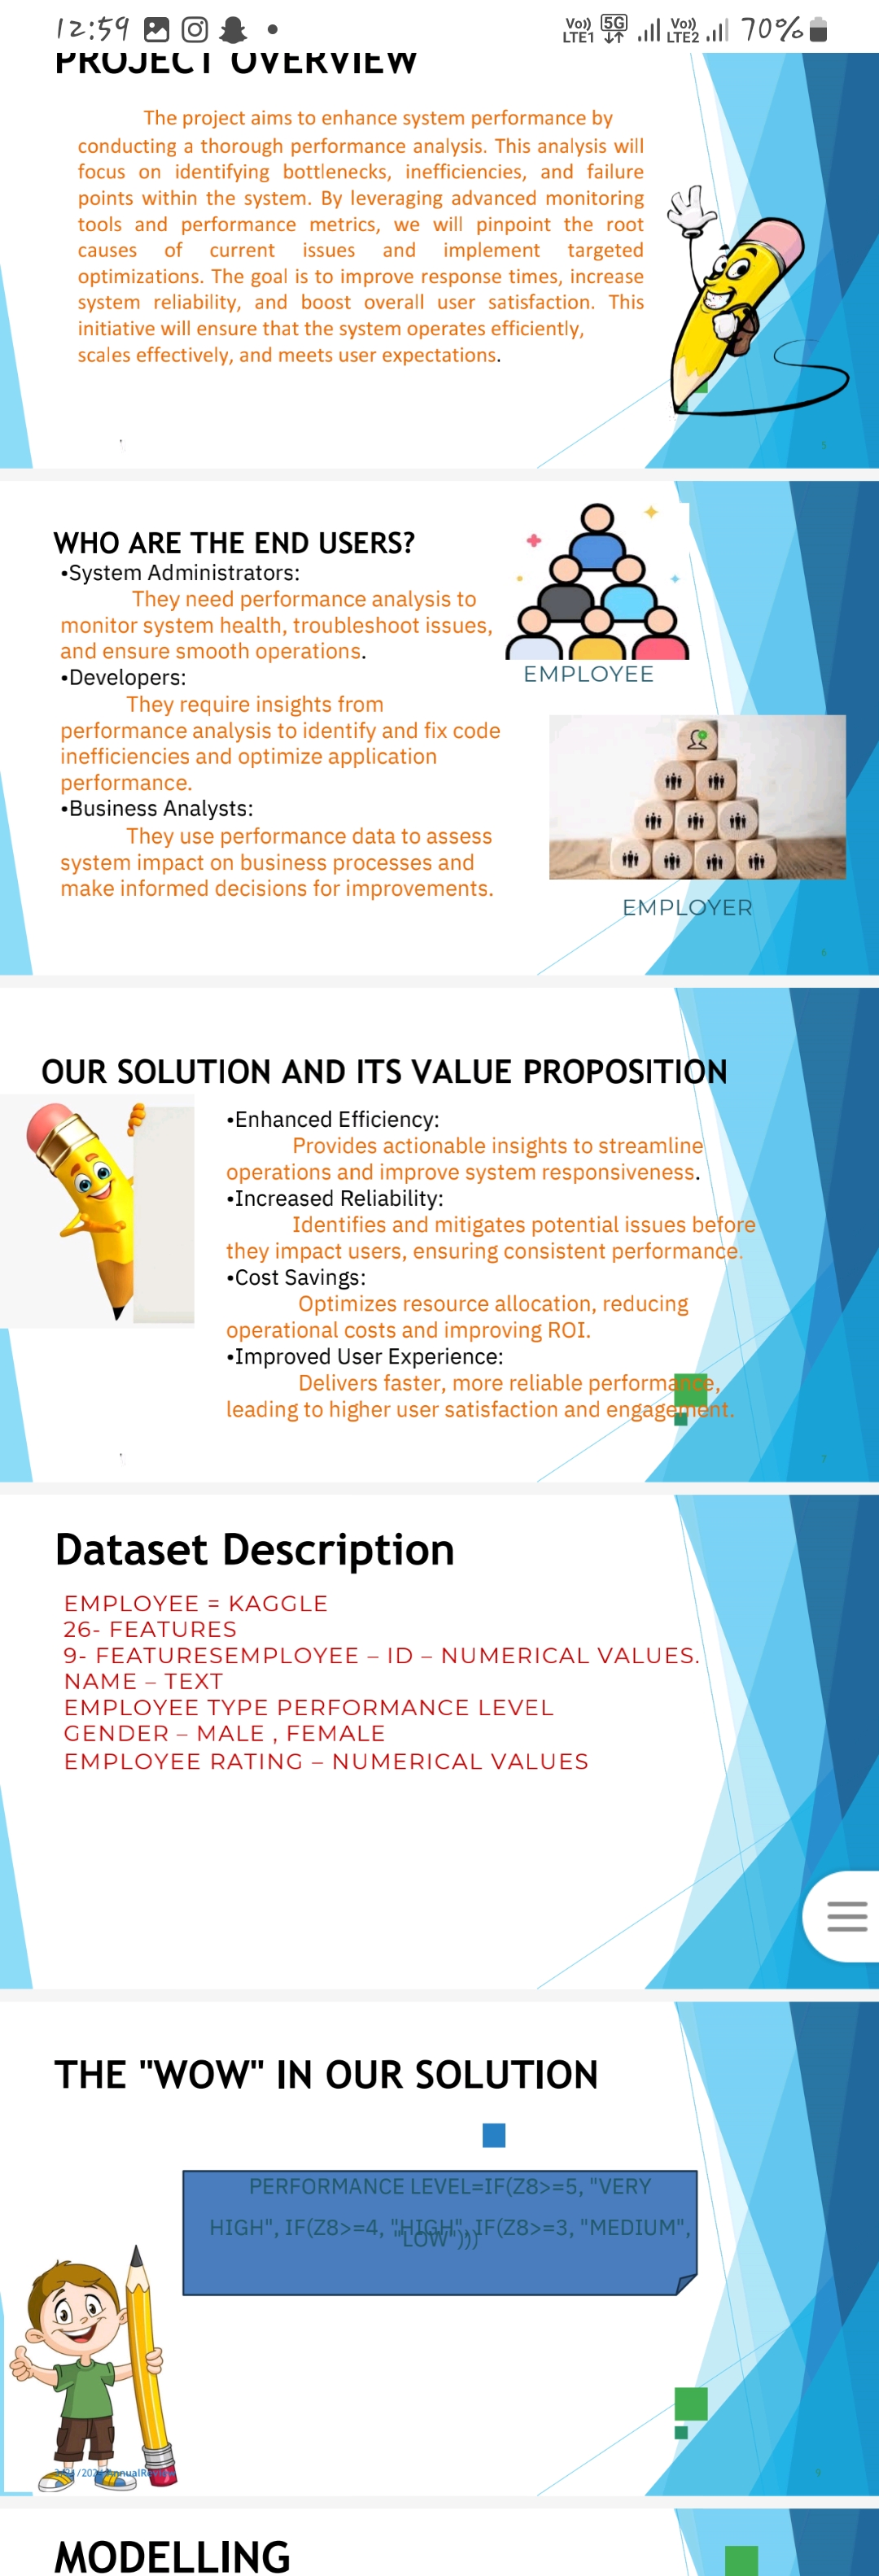 12:59
Vo)) LTE1 5G Vo)) LTE2 70%
PROJECT OVERVIEW
The project aims to enhance system performance by
conducting a thorough performance analysis. This analysis will
focus on identifying bottlenecks, inefficiencies, and failure
points within the system. By leveraging advanced monitoring
tools and performance metrics, we will pinpoint the root
causes of current issues and implement targeted
optimizations. The goal is to improve response times, increase
system reliability, and boost overall user satisfaction. This
initiative will ensure that the system operates efficiently,
scales effectively, and meets user expectations.
WHO ARE THE END USERS?
•System Administrators:
They need performance analysis to
monitor system health, troubleshoot issues,
and ensure smooth operations.
•Developers:
They require insights from
performance analysis to identify and fix code
inefficiencies and optimize application
performance.
•Business Analysts:
They use performance data to assess
system impact on business processes and
make informed decisions for improvements.
EMPLOYEE
EMPLOYER
6
OUR SOLUTION AND ITS VALUE PROPOSITION
•Enhanced Efficiency:
Provides actionable insights to streamline
operations and improve system responsiveness.
•Increased Reliability:
Identifies and mitigates potential issues before
they impact users, ensuring consistent performance.
•Cost Savings:
Optimizes resource allocation, reducing
operational costs and improving ROI.
•Improved User Experience:
Delivers faster, more reliable performance,
leading to higher user satisfaction and engagement.
7
Dataset Description
EMPLOYEE = KAGGLE
26- FEATURES
9- FEATURESEMPLOYEE – ID – NUMERICAL VALUES.
NAME – TEXT
EMPLOYEE TYPE PERFORMANCE LEVEL
GENDER – MALE , FEMALE
EMPLOYEE RATING – NUMERICAL VALUES
THE "WOW" IN OUR SOLUTION
PERFORMANCE LEVEL=IF(Z8>=5, "VERY
HIGH", IF(Z8>=4, "HIGH", IF(Z8>=3, "MEDIUM",
"LOW")))
9
MODELLING